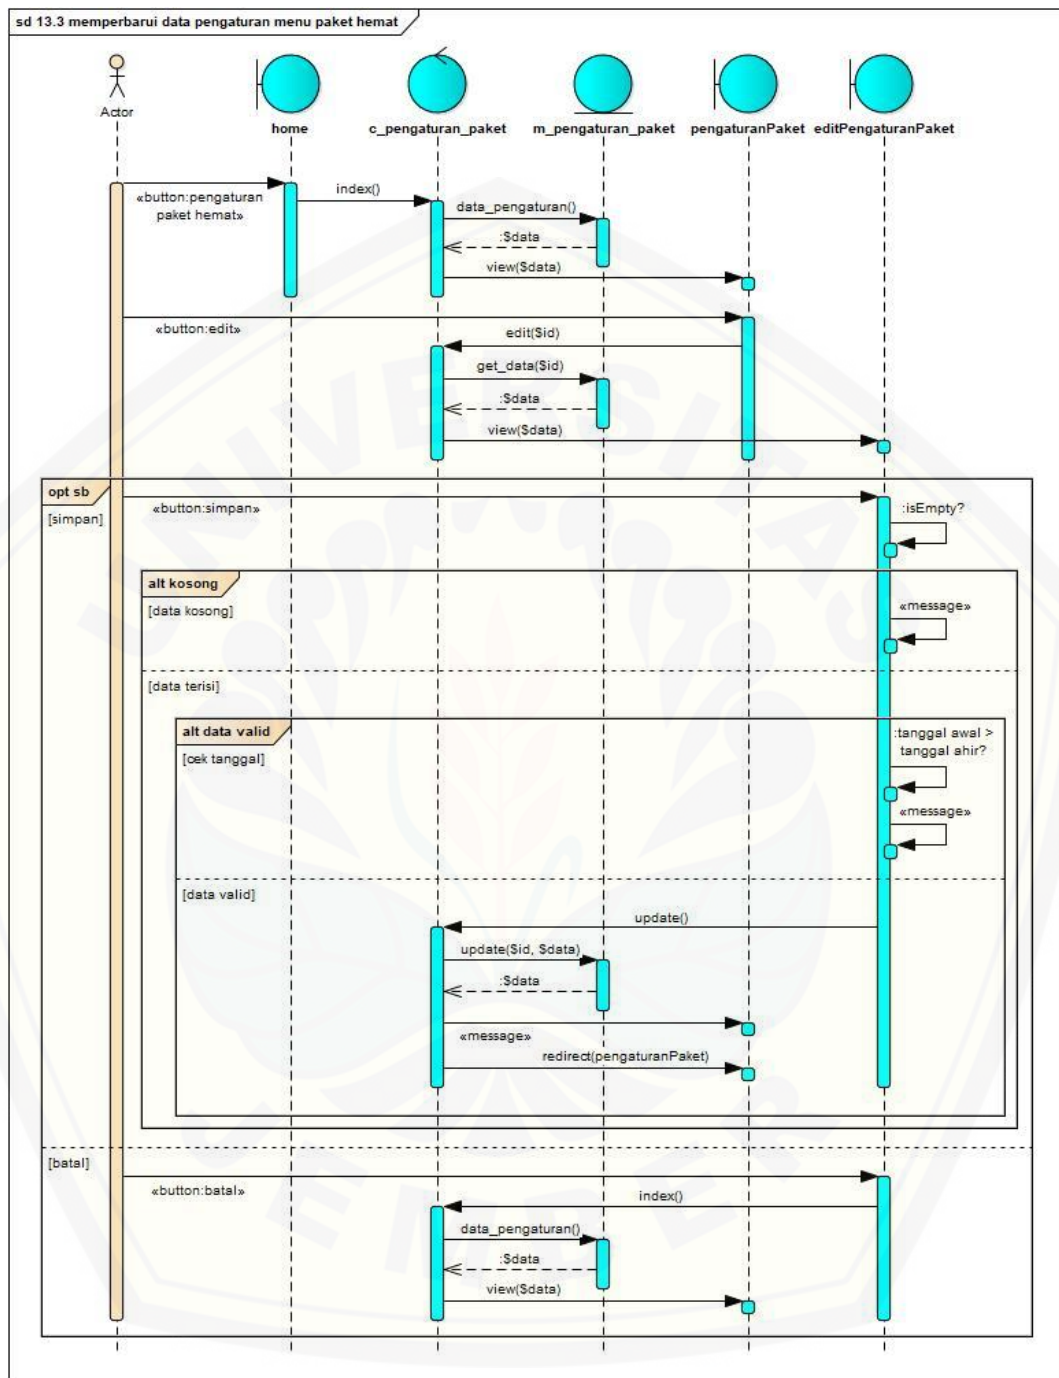 sd 13.3 memperbarui data pengaturan menu paket hemat
Actor
home
c_pengaturan_paket
m_pengaturan_paket
pengaturanPaket
editPengaturanPaket
«button:pengaturan
paket hemat»
index()
data_pengaturan()
:$data
view($data)
«button:edit»
edit($id)
get_data($id)
:$data
view($data)
opt sb
[simpan]
«button:simpan»
:isEmpty?
alt kosong
[data kosong]
«message»
[data terisi]
alt data valid
[cek tanggal]
:tanggal awal >
tanggal ahir?
«message»
[data valid]
update()
update($id, $data)
:$data
«message»
redirect(pengaturanPaket)
[batal]
«button:batal»
index()
data_pengaturan()
:$data
view($data)
UNIVERSITAS
JEMBER